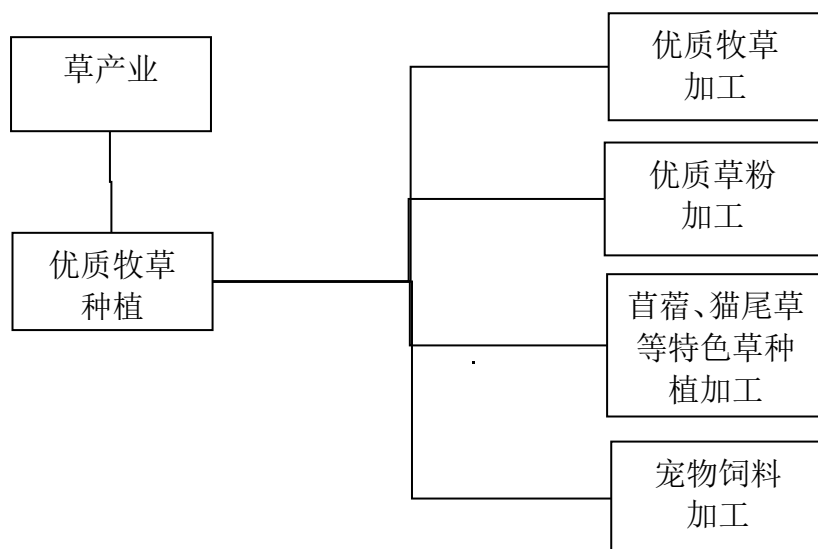 草产业
优质牧草
种植
优质牧草
加工
优质草粉
加工
苜蓿、猫尾草
等特色草种
植加工
宠物饲料
加工